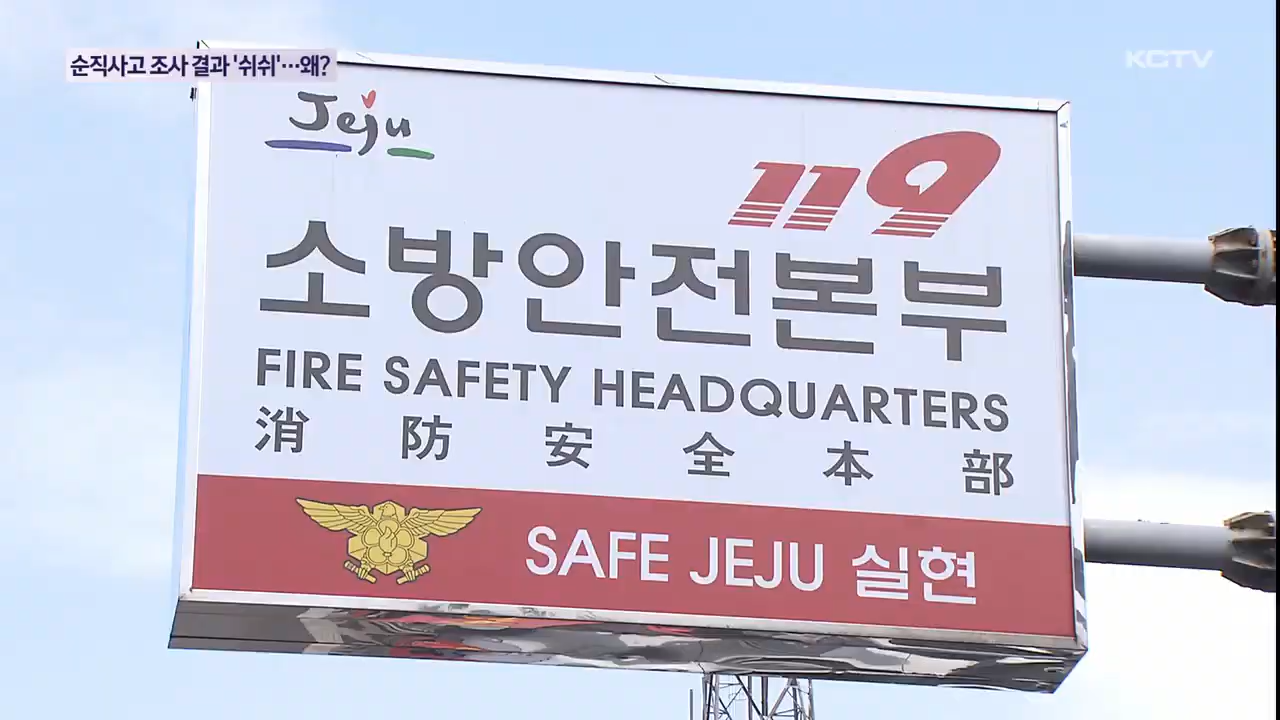 순직사고 조사 결과 '쉬쉬'…왜?
KCTV
Jeju
119
소방안전본부
FIRE SAFETY HEADQUARTERS
消防安全本部
SAFE JEJU 실현